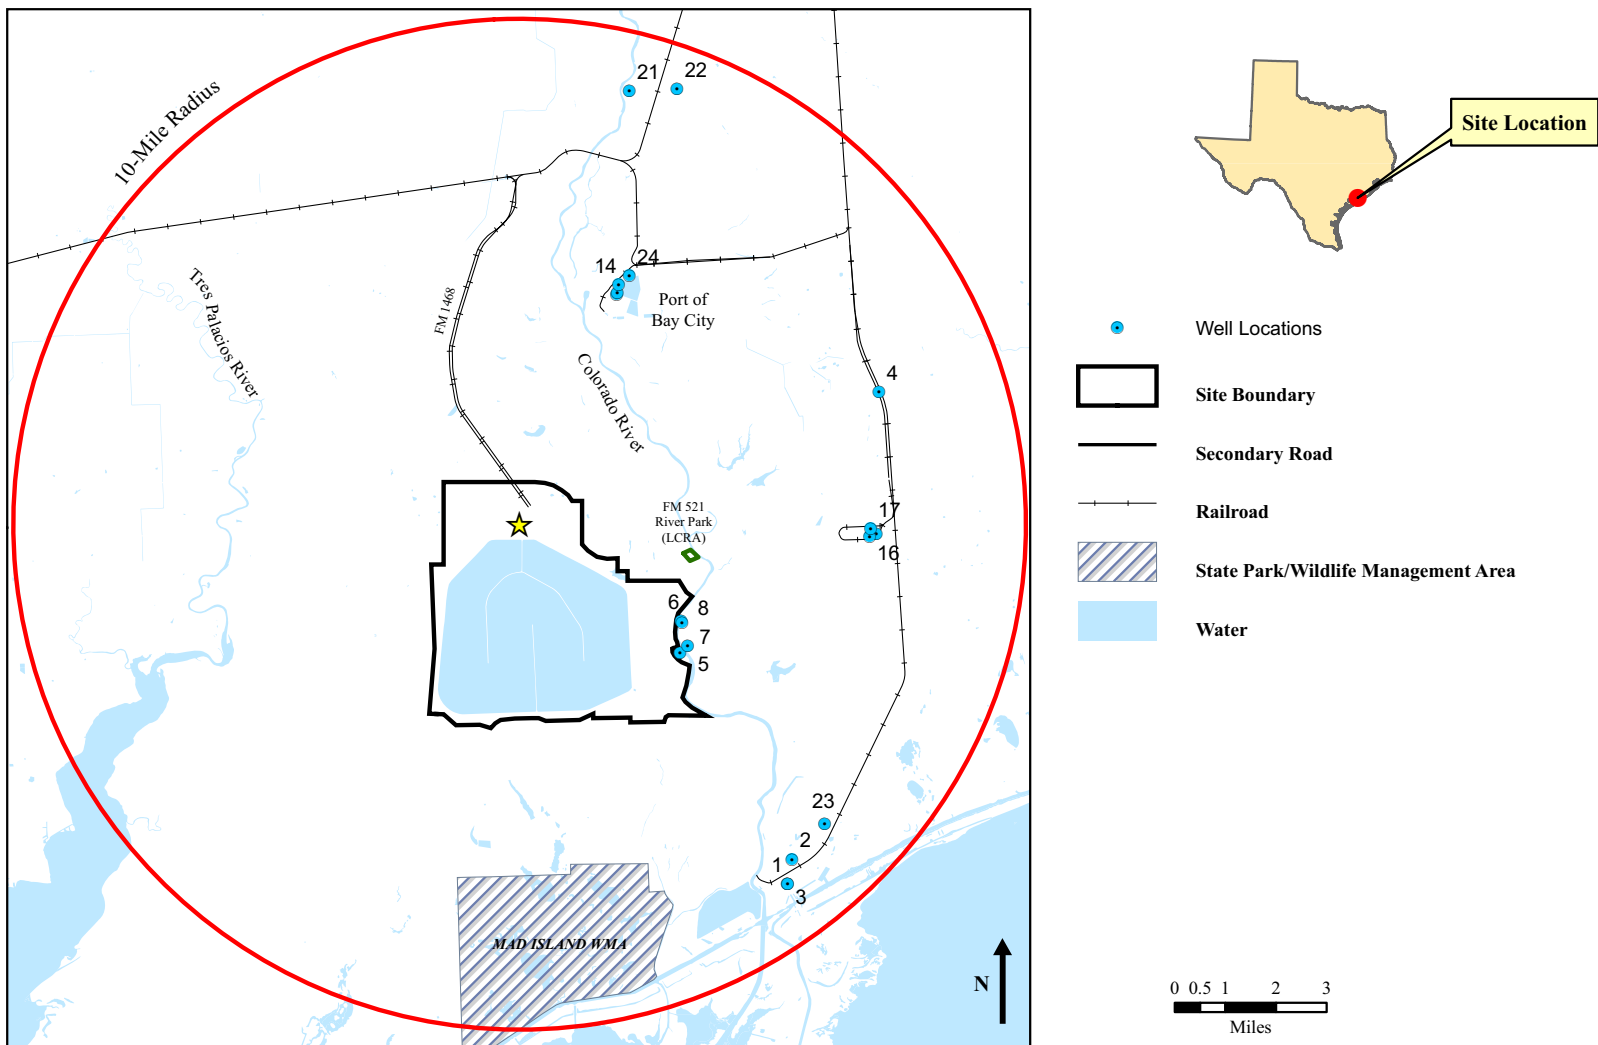 10-Mile Radius
21
22
Tres Palacios River
FM 1468
14
24
Port of
Bay City
Colorado River
4
FM 521
River Park
(LCRA)
17
16
6
8
7
5
23
2
1
3
MAD ISLAND WMA
N
Site Location
Well Locations
Site Boundary
Secondary Road
Railroad
State Park/Wildlife Management Area
Water
0 0.5 1 2 3
Miles